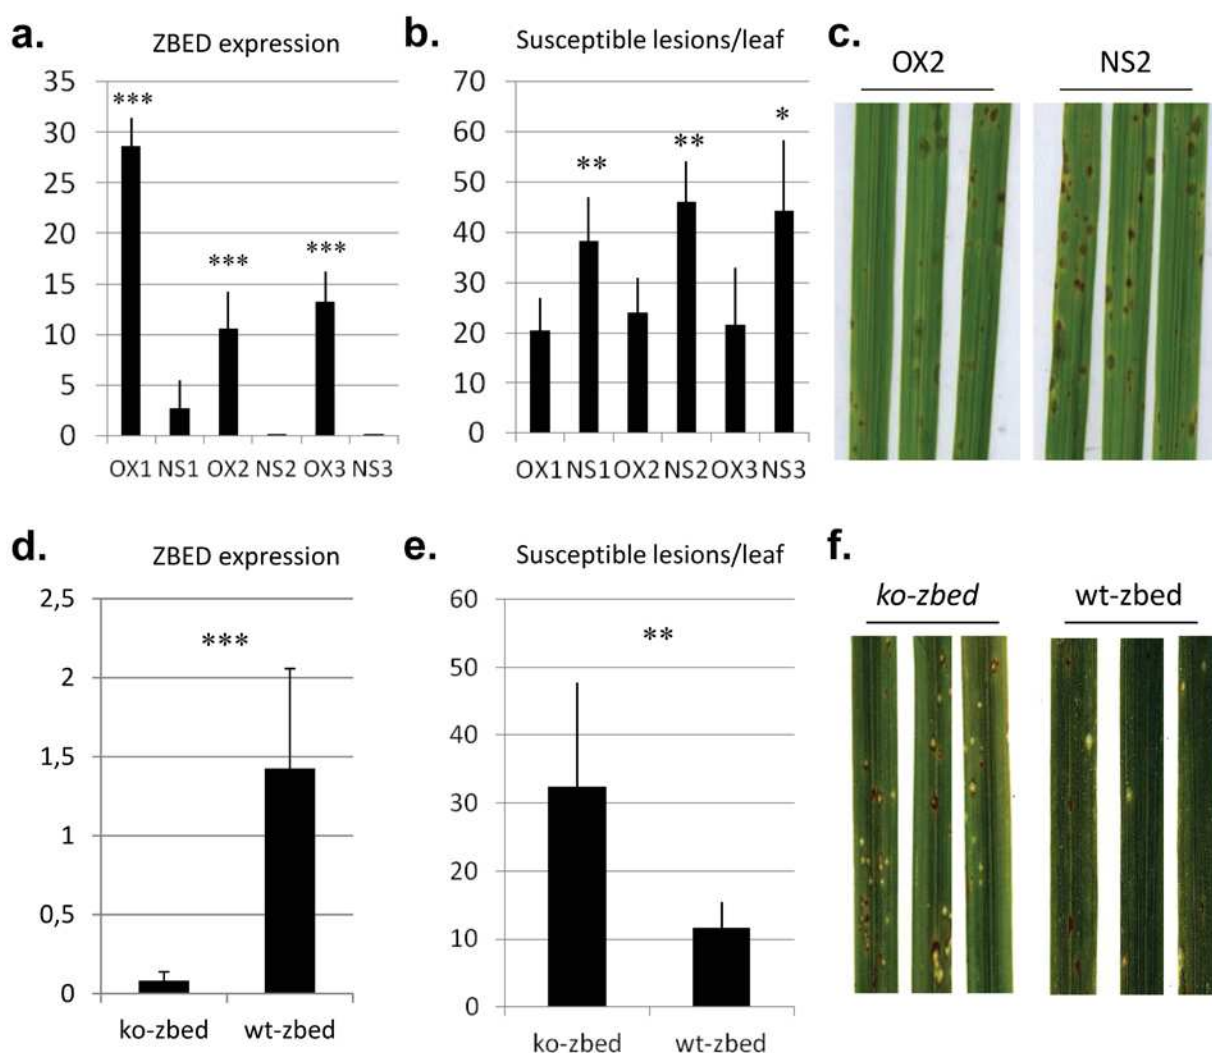 a.
ZBED expression
35
30
25
20
15
10
5
0
***
***
***
OX1 NS1 OX2 NS2 OX3 NS3
b.
Susceptible lesions/leaf
70
60
50
40
30
20
10
0
**
**
*
OX1 NS1 OX2 NS2 OX3 NS3
c.
OX2 NS2
d.
ZBED expression
2,5
2
1,5
1
0,5
0
***
ko-zbed wt-zbed
e.
Susceptible lesions/leaf
60
50
40
30
20
10
0
**
ko-zbed wt-zbed
f.
ko-zbed wt-zbed